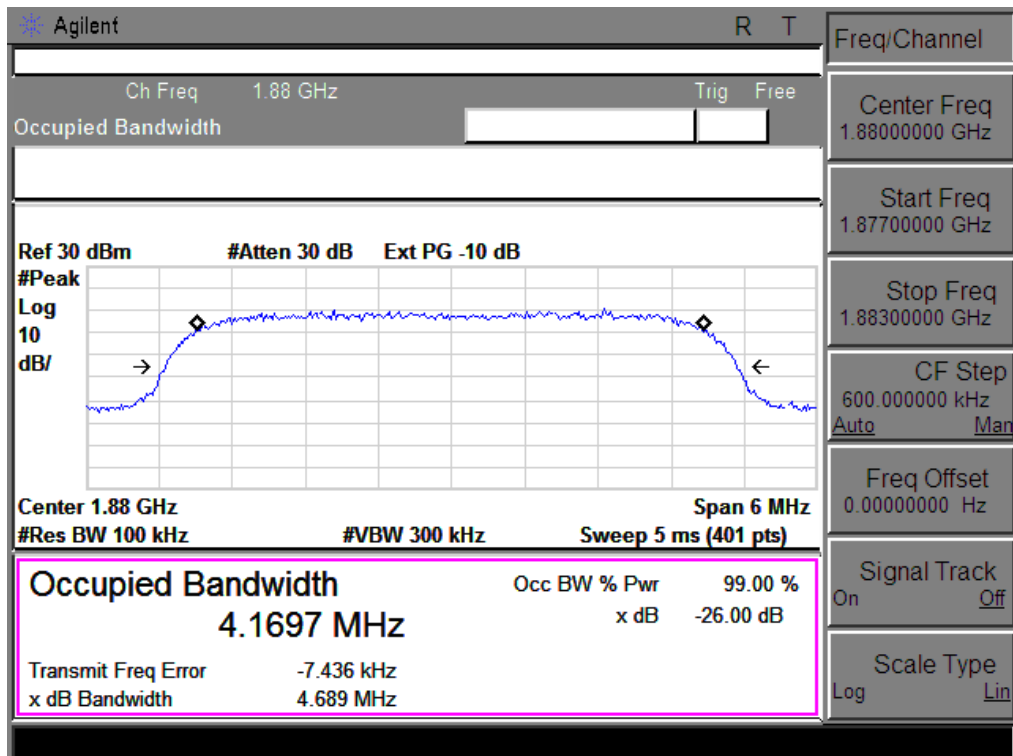 Agilent R T
Freq/Channel
Ch Freq 1.88 GHz Trig Free
Occupied Bandwidth
Center Freq
1.88000000 GHz
Start Freq
1.87700000 GHz
Stop Freq
1.88300000 GHz
CF Step
600.000000 kHz
Auto Man
Freq Offset
0.00000000 Hz
Signal Track
On Off
Scale Type
Log Lin
Ref 30 dBm #Atten 30 dB Ext PG -10 dB
#Peak
Log
10
dB/
Center 1.88 GHz Span 6 MHz
#Res BW 100 kHz #VBW 300 kHz Sweep 5 ms (401 pts)
Occupied Bandwidth Occ BW % Pwr 99.00 %
4.1697 MHz x dB -26.00 dB
Transmit Freq Error -7.436 kHz
x dB Bandwidth 4.689 MHz